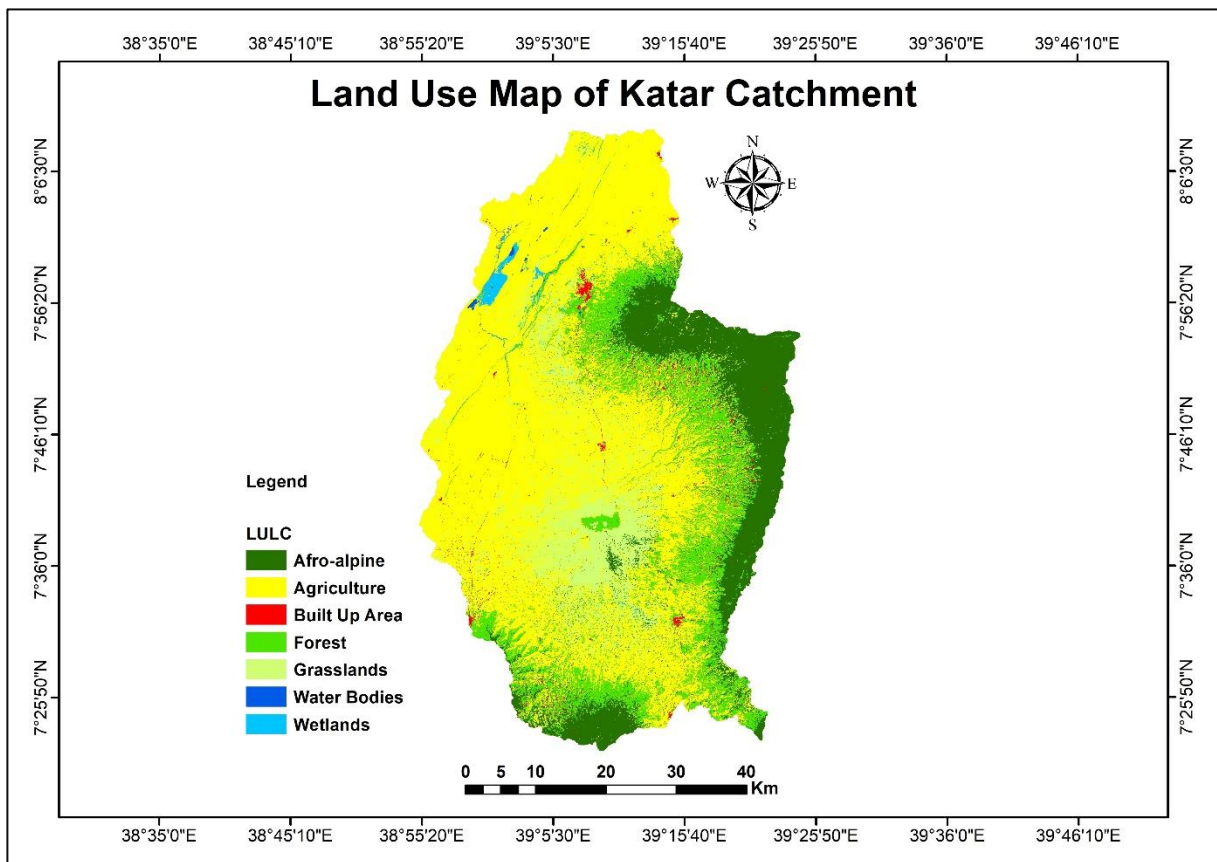 38°35'0"E 38°45'10"E 38°55'20"E 39°5'30"E 39°15'40"E 39°25'50"E 39°36'0"E 39°46'10"E
Land Use Map of Katar Catchment
N
W E
S
8°6'30"N 8°6'30"N
7°56'20"N 7°56'20"N
7°46'10"N 7°46'10"N
7°36'0"N 7°36'0"N
7°25'50"N 7°25'50"N
Legend
LULC
Afro-alpine
Agriculture
Built Up Area
Forest
Grasslands
Water Bodies
Wetlands
0 5 10 20 30 40
Km
38°35'0"E 38°45'10"E 38°55'20"E 39°5'30"E 39°15'40"E 39°25'50"E 39°36'0"E 39°46'10"E